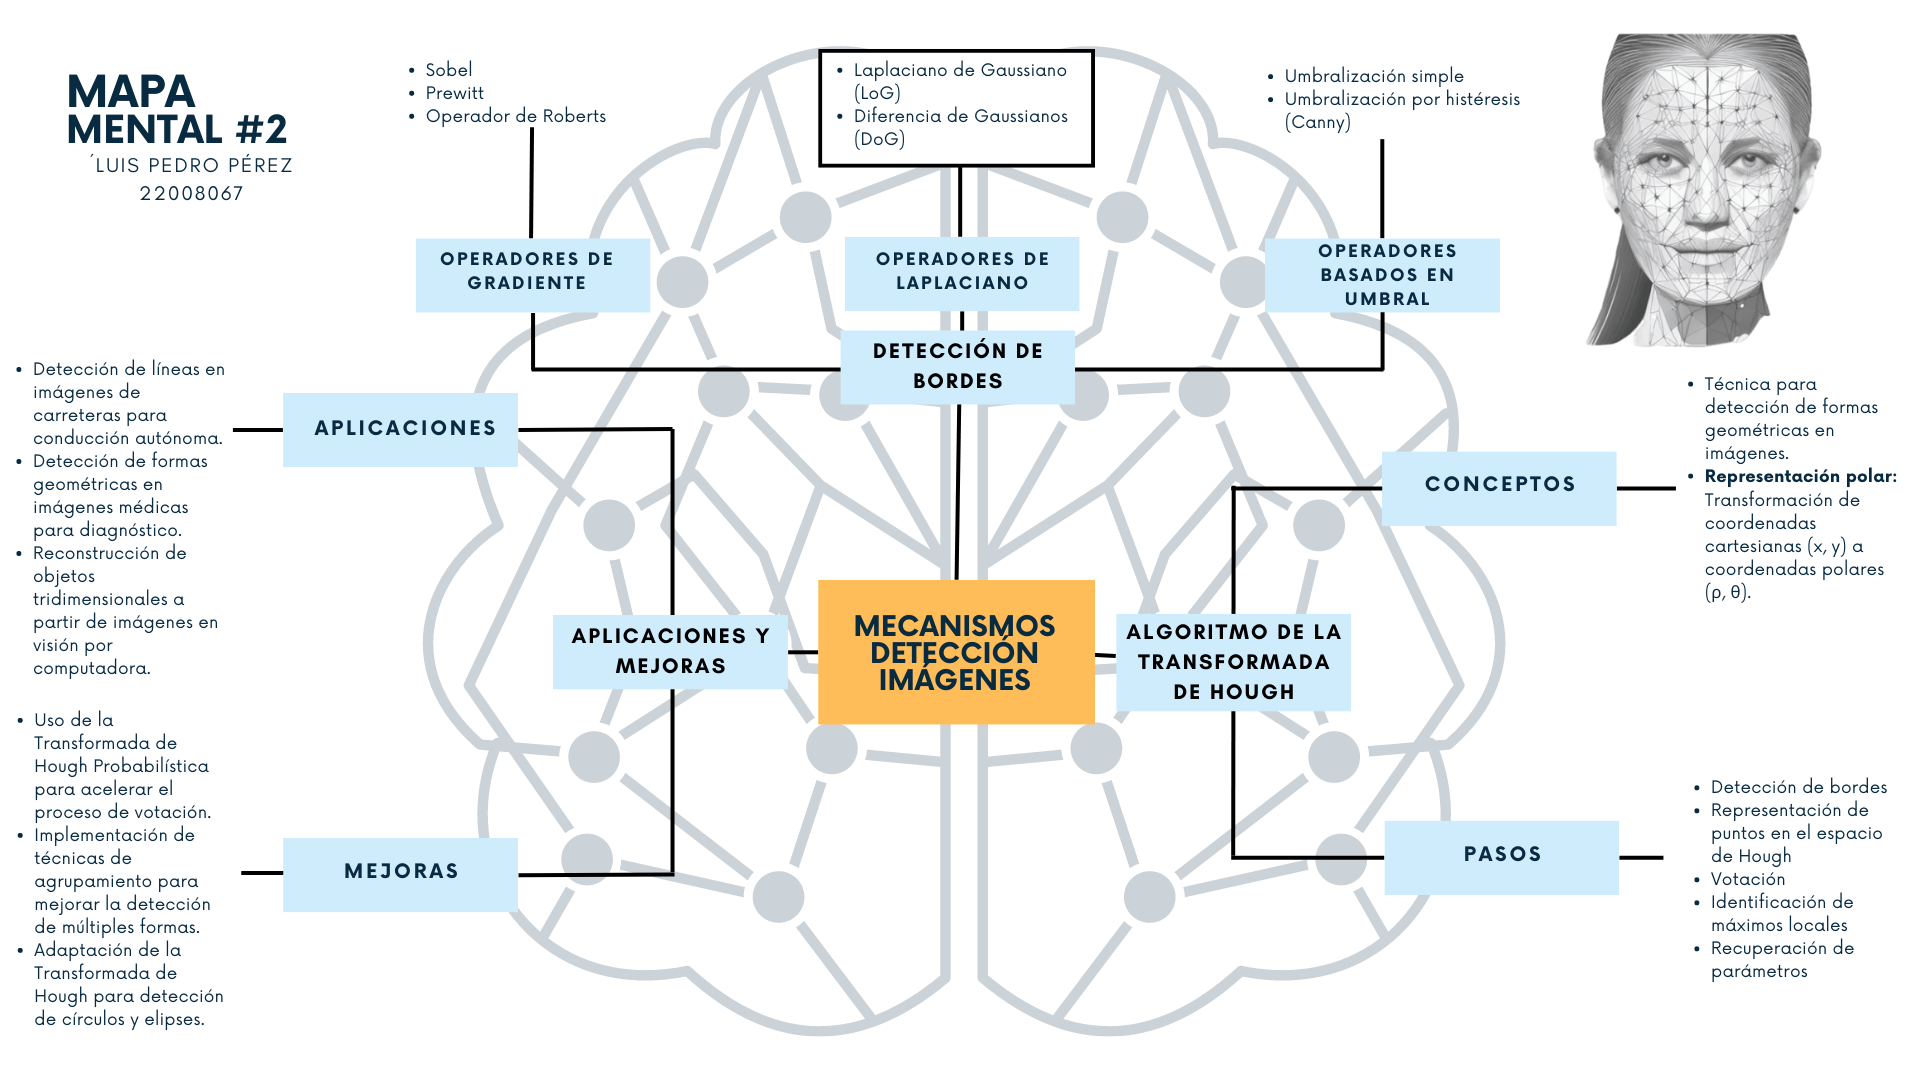 MAPA
MENTAL #2
´LUIS PEDRO PÉREZ
22008067
• Sobel
• Prewitt
• Operador de Roberts
• Laplaciano de Gaussiano
(LoG)
• Diferencia de Gaussianos
(DoG)
• Umbralización simple
• Umbralización por histéresis
(Canny)
OPERADORES DE
GRADIENTE
OPERADORES DE
LAPLACIANO
OPERADORES
BASADOS EN
UMBRAL
DETECCIÓN DE
BORDES
• Detección de líneas en
imágenes de
carreteras para
conducción autónoma.
• Detección de formas
geométricas en
imágenes médicas
para diagnóstico.
• Reconstrucción de
objetos
tridimensionales a
partir de imágenes en
visión por
computadora.
APLICACIONES
CONCEPTOS
• Técnica para
detección de formas
geométricas en
imágenes.
• Representación polar:
Transformación de
coordenadas
cartesianas (x, y) a
coordenadas polares
(ρ, θ).
APLICACIONES Y
MEJORAS
MECANISMOS
DETECCIÓN
IMÁGENES
ALGORITMO DE LA
TRANSFORMADA
DE HOUGH
• Uso de la
Transformada de
Hough Probabilística
para acelerar el
proceso de votación.
• Implementación de
técnicas de
agrupamiento para
mejorar la detección
de múltiples formas.
• Adaptación de la
Transformada de
Hough para detección
de círculos y elipses.
MEJORAS
PASOS
• Detección de bordes
• Representación de
puntos en el espacio
de Hough
• Votación
• Identificación de
máximos locales
• Recuperación de
parámetros